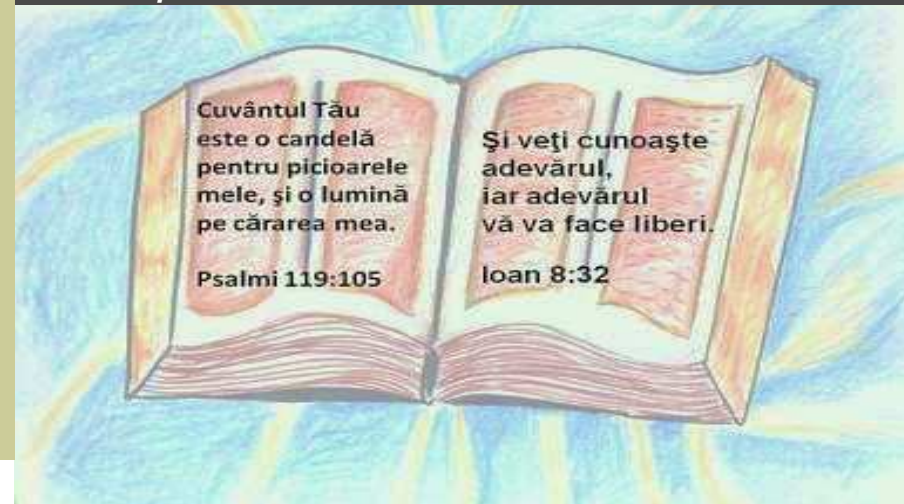 Cuvântul Tău
este o candelă
pentru picioarele
mele, şi o lumină
pe cărarea mea.
Psalmi 119:105
Şi veţi cunoaşte
adevărul,
iar adevărul
vă va face liberi.
Ioan 8:32